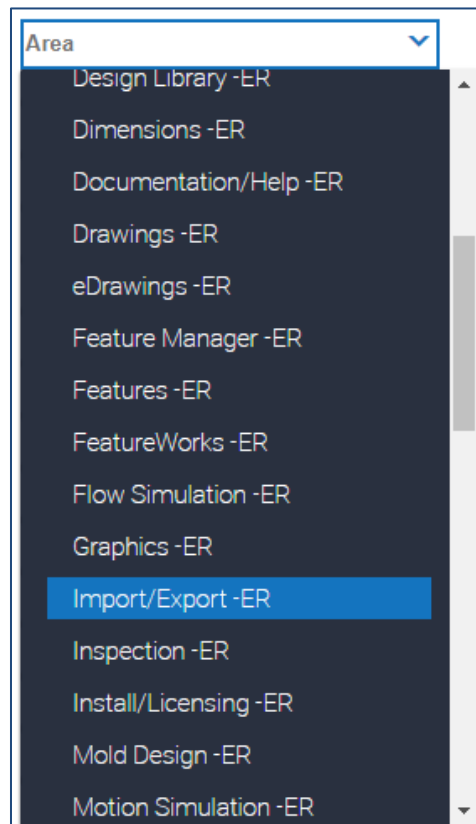 Area
Design Library -ER
Dimensions -ER
Documentation/Help -ER
Drawings -ER
eDrawings -ER
Feature Manager -ER
Features -ER
FeatureWorks -ER
Flow Simulation -ER
Graphics -ER
Import/Export -ER
Inspection -ER
Install/Licensing -ER
Mold Design -ER
Motion Simulation -ER